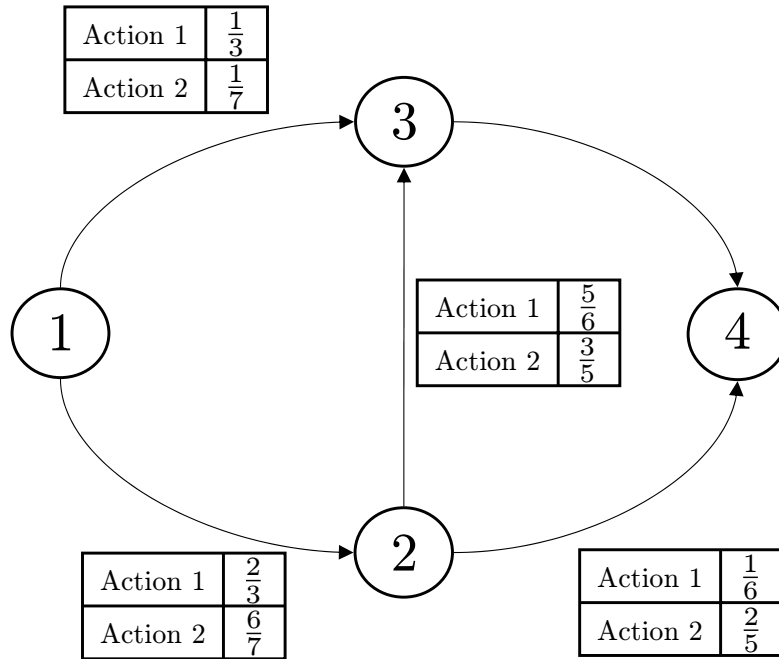 Action 1 1/3
Action 2 1/7
3
Action 1 5/6
Action 2 3/5
1
4
2
Action 1 2/3
Action 2 6/7
Action 1 1/6
Action 2 2/5